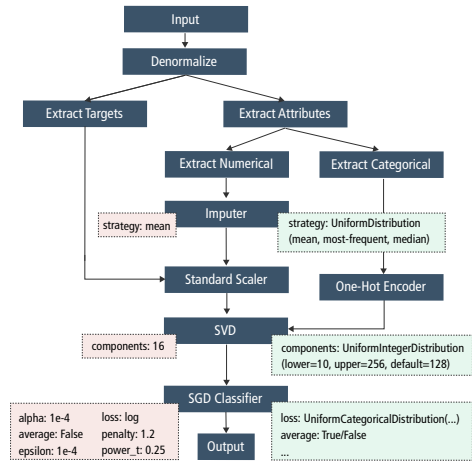 Input
Denormalize
Extract Targets
Extract Attributes
Extract Numerical
Extract Categorical
Imputer
strategy: mean
strategy: UniformDistribution
(mean, most-frequent, median)
Standard Scaler
One-Hot Encoder
SVD
components: 16
components: UniformIntegerDistribution
(lower=10, upper=256, default=128)
SGD Classifier
alpha: 1e-4 loss: log
average: False penalty: 1.2
epsilon: 1e-4 power_t: 0.25
loss: UniformCategoricalDistribution(...)
average: True/False
...
Output